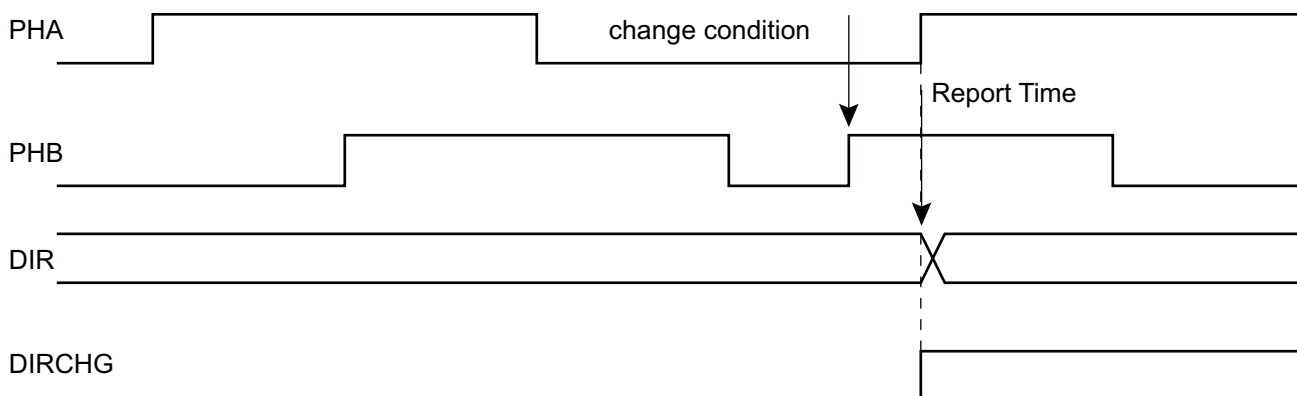 PHA
change condition
Report Time
PHB
DIR
DIRCHG